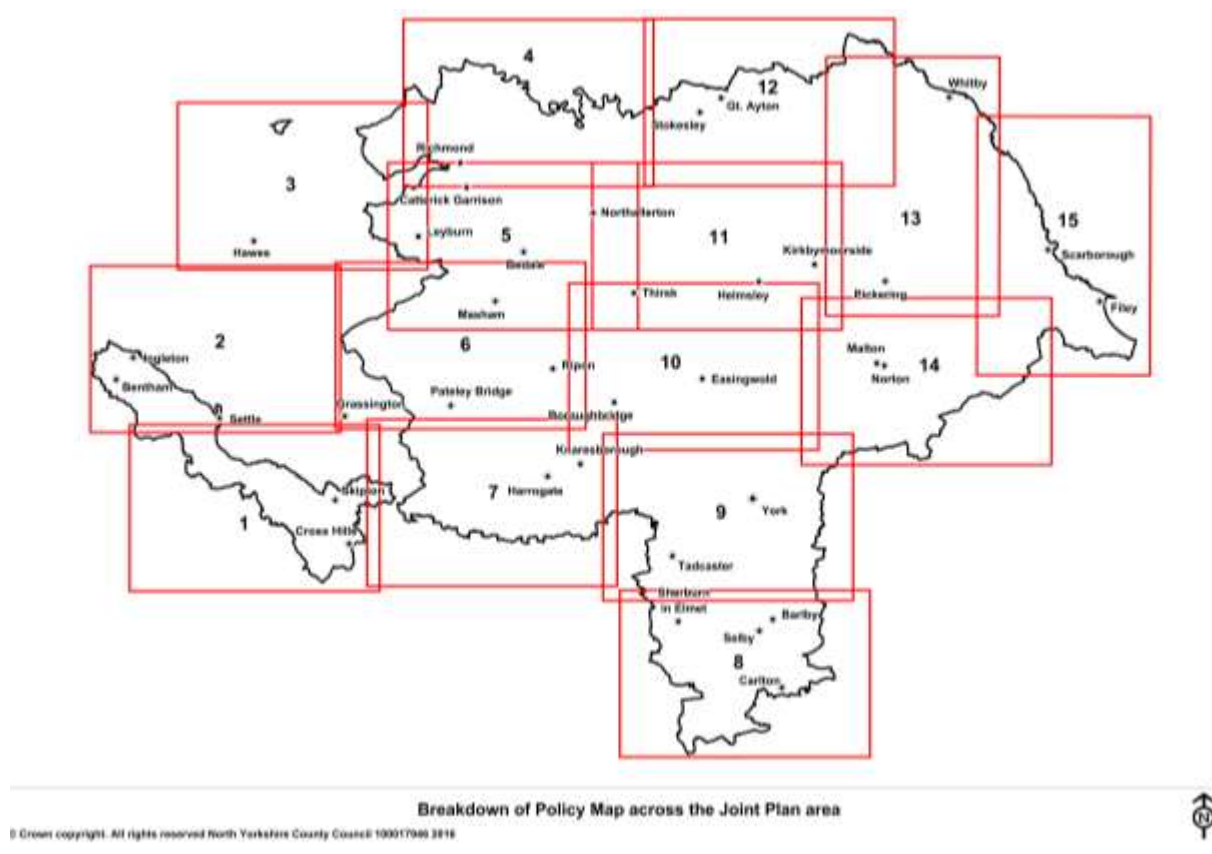 4
12
Whitby
Gt. Ayton
Stokesley
Richmond
3
Catterick Garrison
Northallerton
13
15
Leyburn
5
11
Hawes
Bedale
Kirkbymoorside
Scarborough
Thirsk
Helmsley
Pickering
Masham
Filey
2
6
10
Malton
14
Ingleton
Ripon
Norton
Bentham
Pateley Bridge
Easingwold
Grassington
Boroughbridge
Settle
Knaresborough
7
Harrogate
Skipton
1
9
York
Cross Hills
Tadcaster
Sherburn
in Elmet
Barlby
Selby
8
Carlton
Breakdown of Policy Map across the Joint Plan area
N
© Crown copyright. All rights reserved North Yorkshire County Council 100017946 2016